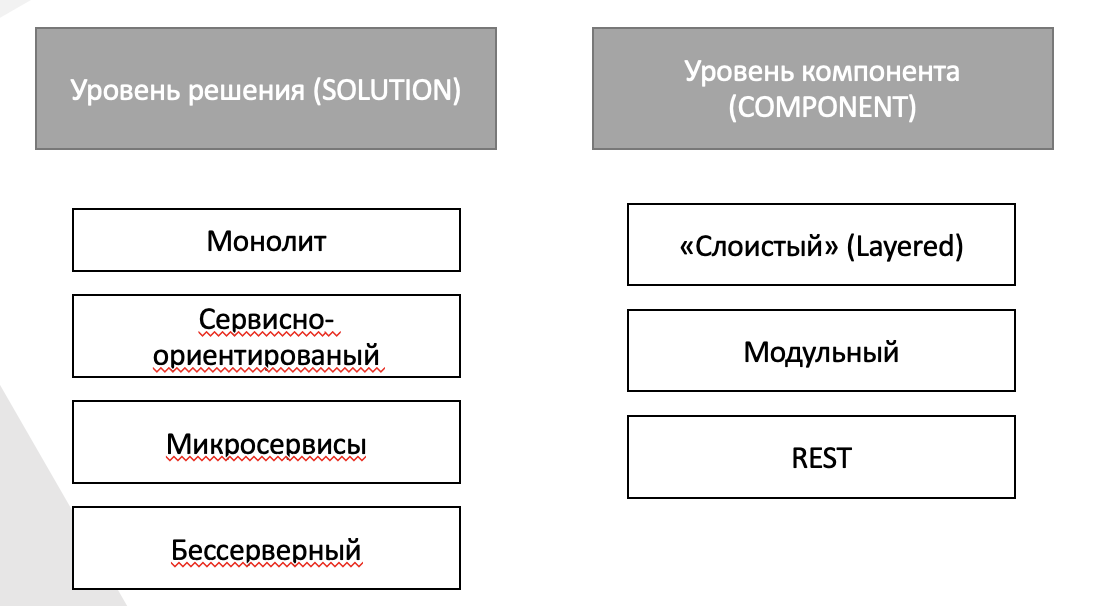 Уровень решения (SOLUTION)
Уровень компонента
(COMPONENT)
Монолит
Сервисно-
ориентированый
Микросервисы
Бессерверный
«Слоистый» (Layered)
Модульный
REST